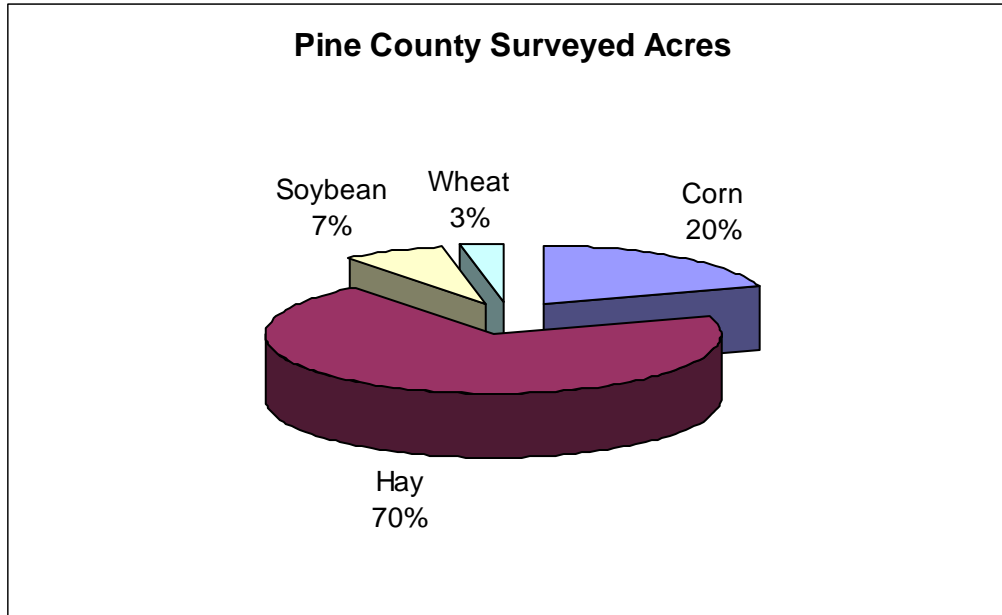 Pine County Surveyed Acres
Soybean
7%
Wheat
3%
Corn
20%
Hay
70%